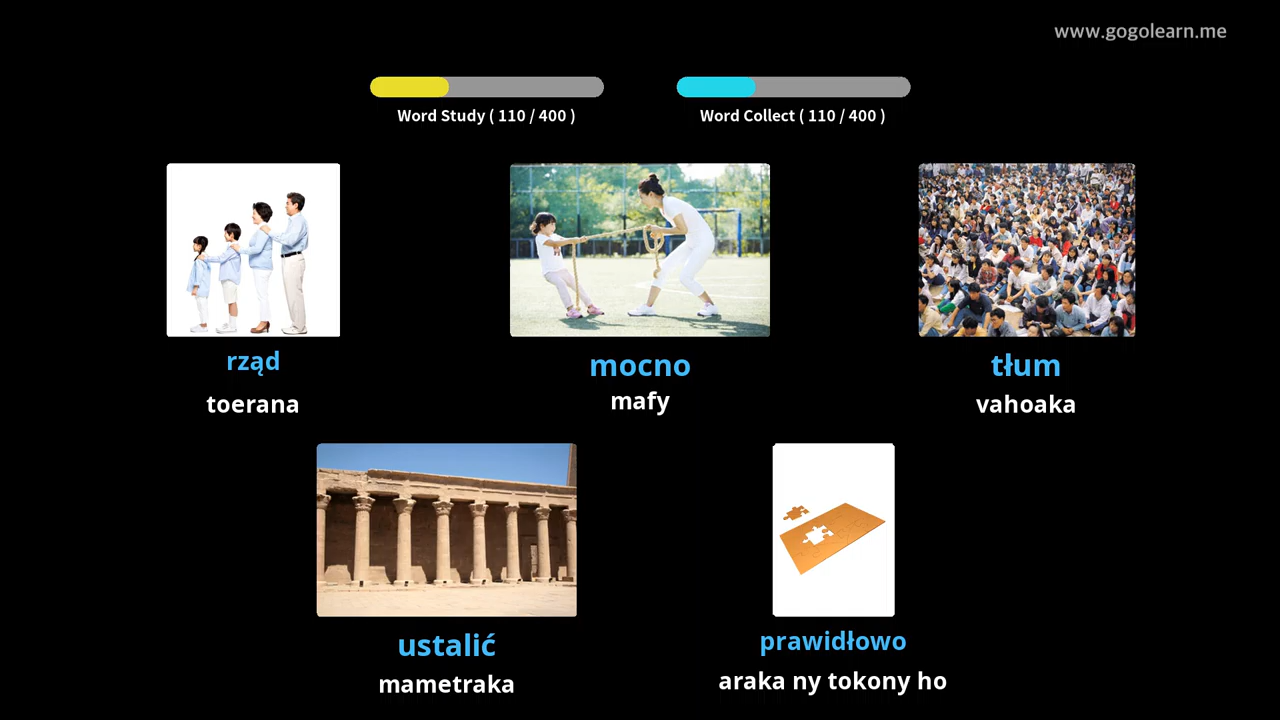 www.gogolearn.me
Word Study ( 110 / 400 )
Word Collect ( 110 / 400 )
rząd
toerana
mocno
mafy
tłum
vahoaka
ustalić
mametraka
prawidłowo
araka ny tokony ho